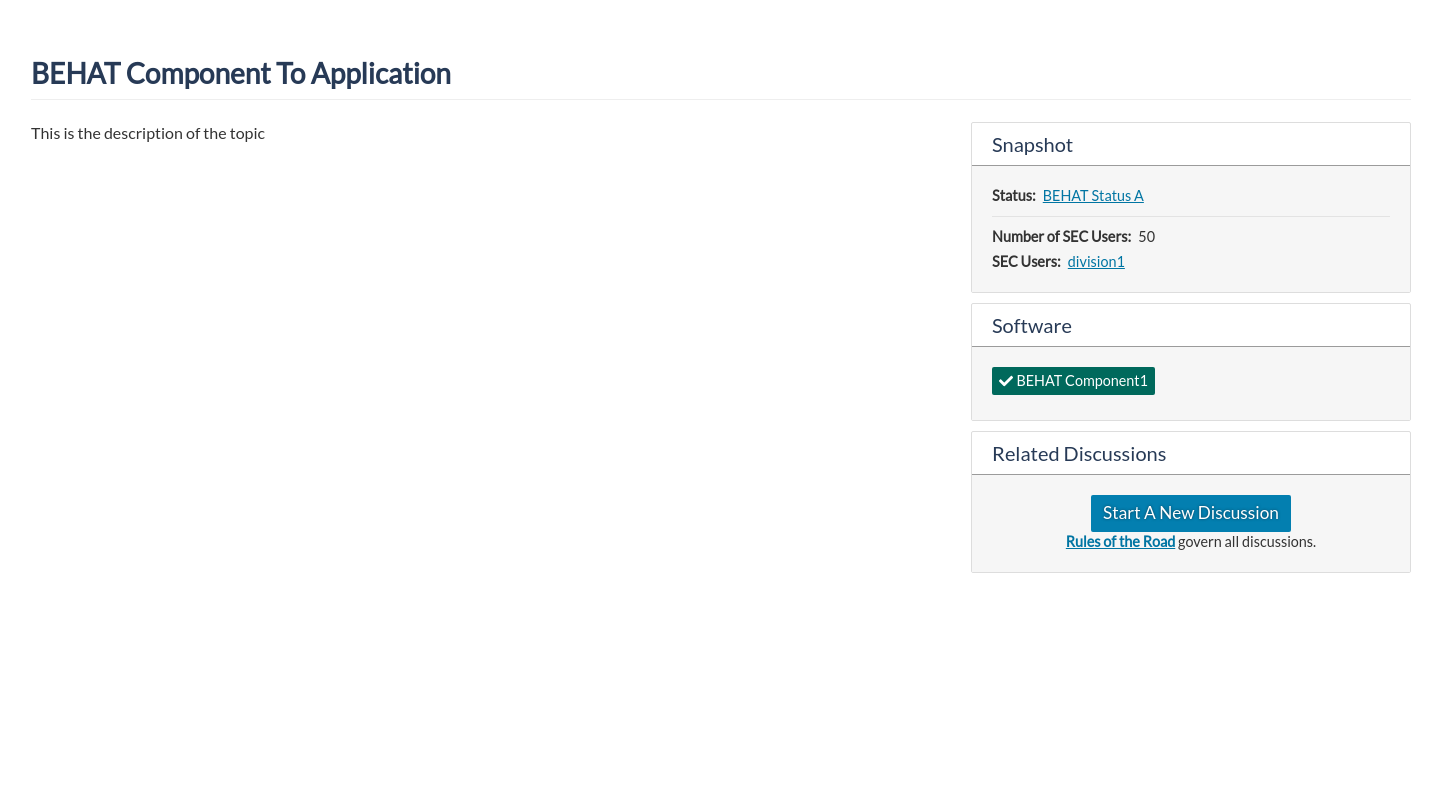 BEHAT Component To Application
This is the description of the topic
Snapshot
Status: BEHAT Status A
Number of SEC Users: 50
SEC Users: division1
Software
BEHAT Component1
Related Discussions
Start A New Discussion
Rules of the Road govern all discussions.